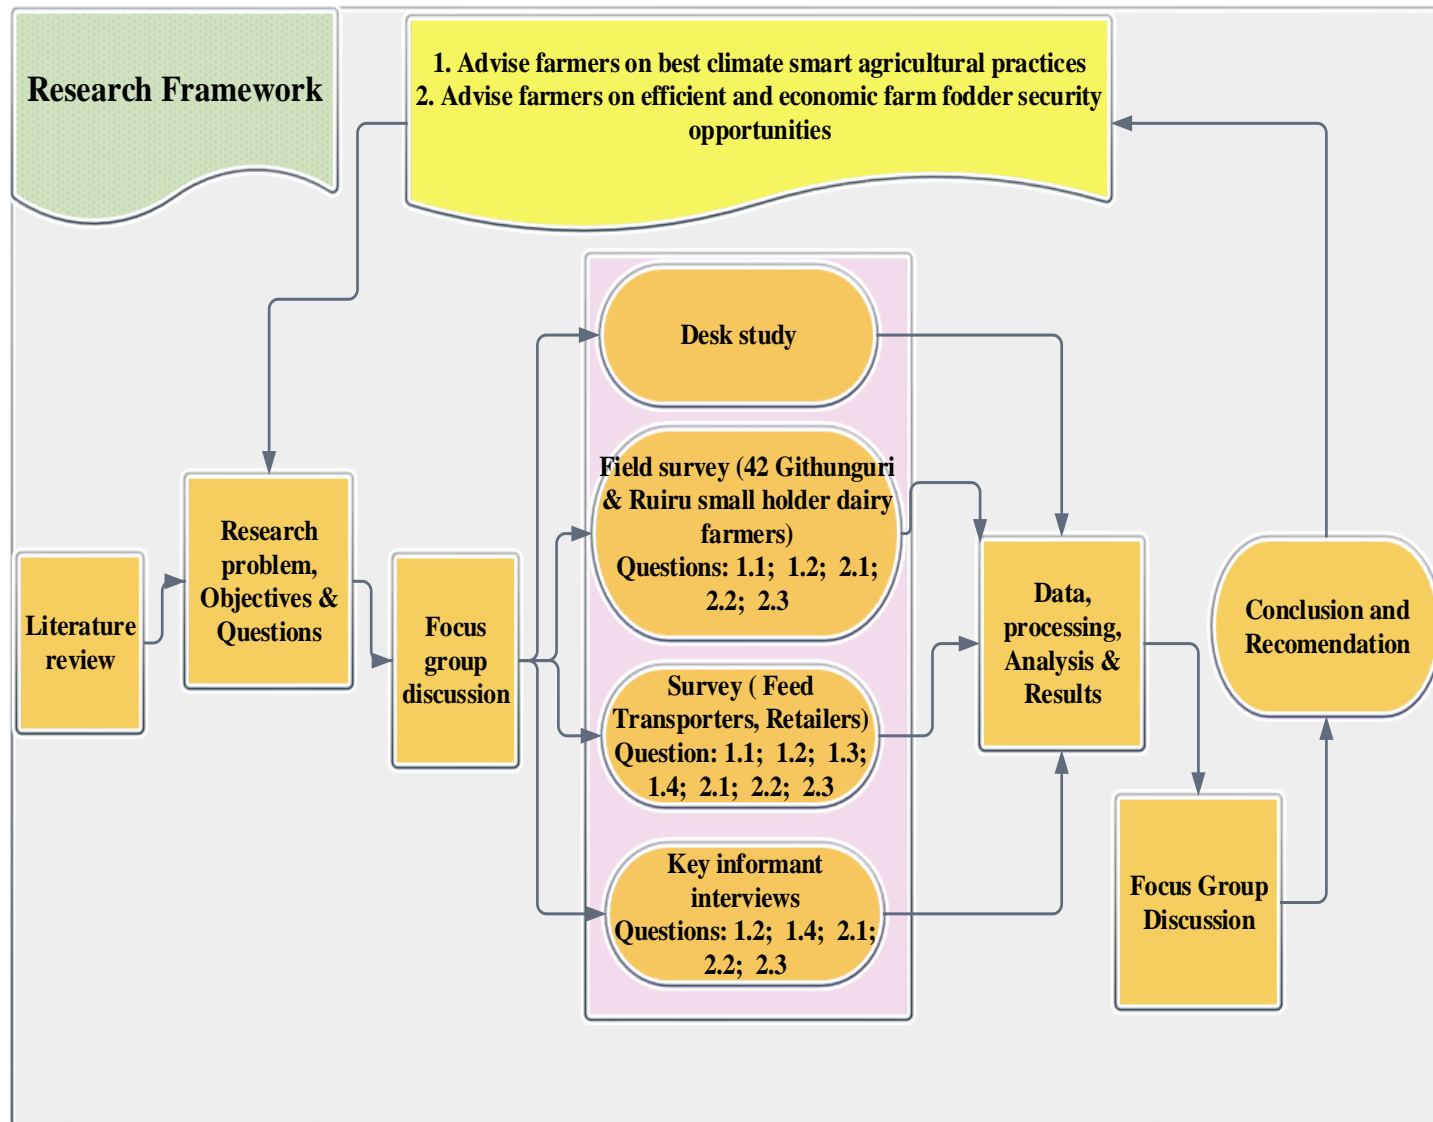 Research Framework
1. Advise farmers on best climate smart agricultural practices
2. Advise farmers on efficient and economic farm fodder security
opportunities
Literature
review
Research
problem,
Objectives &
Questions
Focus
group
discussion
Desk study
Field survey (42 Githunguri
& Ruiru small holder dairy
farmers)
Questions: 1.1; 1.2; 2.1;
2.2; 2.3
Survey ( Feed
Transporters, Retailers)
Question: 1.1; 1.2; 1.3;
1.4; 2.1; 2.2; 2.3
Key informant
interviews
Questions: 1.2; 1.4; 2.1;
2.2; 2.3
Data,
processing,
Analysis &
Results
Focus Group
Discussion
Conclusion and
Recomendation